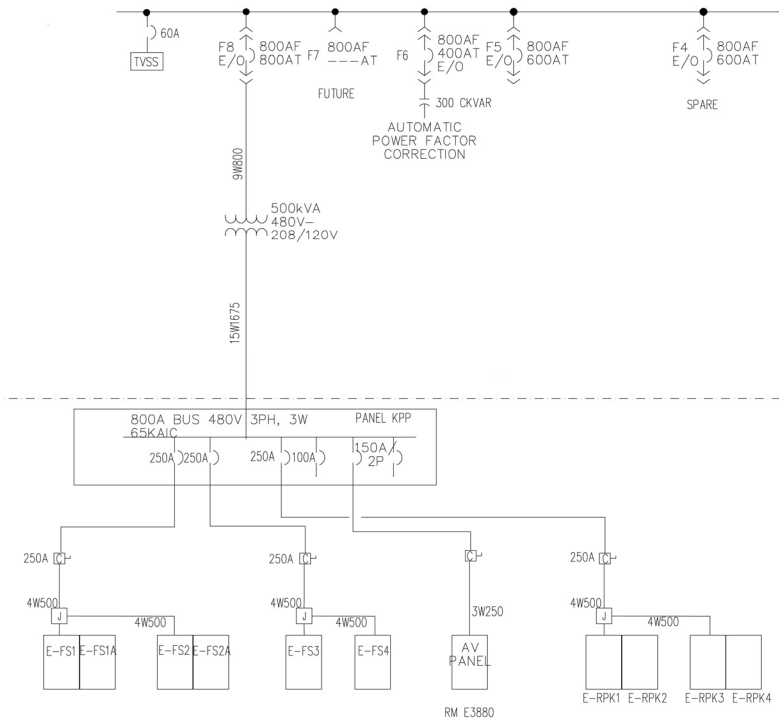 60A
TVSS
F8 800AF
E/O 800AT
F7 800AF
---AT
FUTURE
F6 800AF
400AT
E/O
F5 800AF
E/O 600AT
F4 800AF
E/O 600AT
SPARE
300 CKVAR
AUTOMATIC
POWER FACTOR
CORRECTION
9W800
500kVA
480V-
208/120V
15W1675
800A BUS 480V 3PH, 3W
65KAIC
PANEL KPP
250A
250A
250A
100A
150A/
2P
250A
C
C
C
250A
C
4W500
J
4W500
4W500
J
4W500
3W250
4W500
J
4W500
E-FS1
E-FS1A
E-FS2
E-FS2A
E-FS3
E-FS4
AV
PANEL
RM E3880
E-RPK1
E-RPK2
E-RPK3
E-RPK4